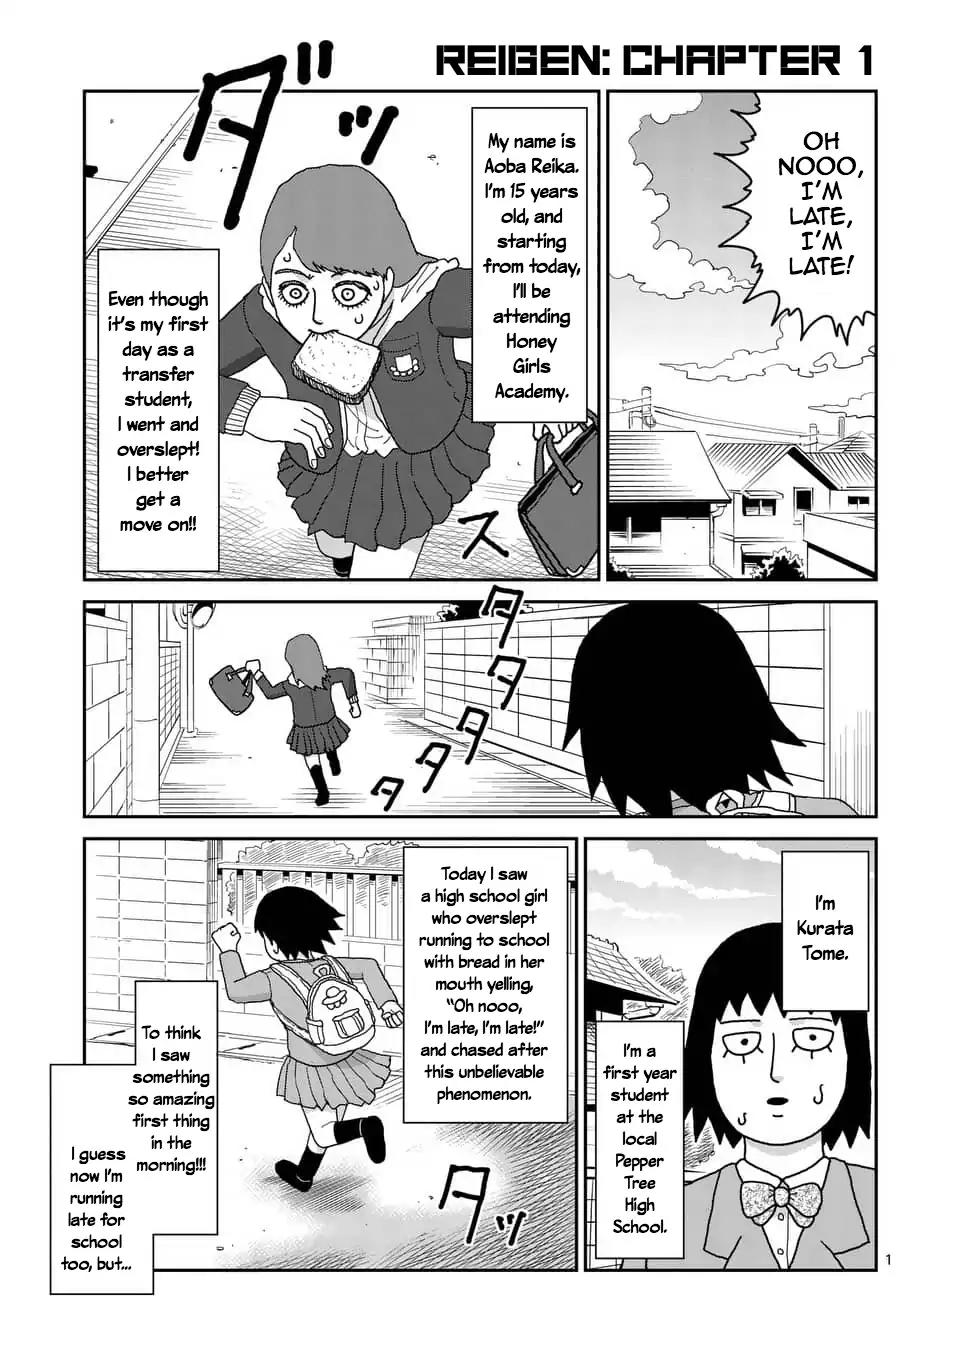 REIGEN: CHAPTER 1
OH
NOOO,
I'M
LATE,
I'M
LATE!
My name is
Aoba Reika.
I'm 15 years
old, and
starting
from today,
I'll be
attending
Honey
Girls
Academy.
ダダッ
Even though
it's my first
day as a
transfer
student,
I went and
overslept!
I better
get a
move on!!
ス
タタタタタ
I'm
Kurata
Tome.
I'm a
first year
student
at the
local
Pepper
Tree
High
School.
Today I saw
a high school girl
who overslept
running to school
with bread in her
mouth yelling,
"Oh nooo,
I'm late, I'm late!"
and chased after
this unbelievable
phenomenon.
To think
I saw
something
so amazing
first thing
in the
morning!!!
I guess
now I'm
running
late for
school
too, but...
タッ
1